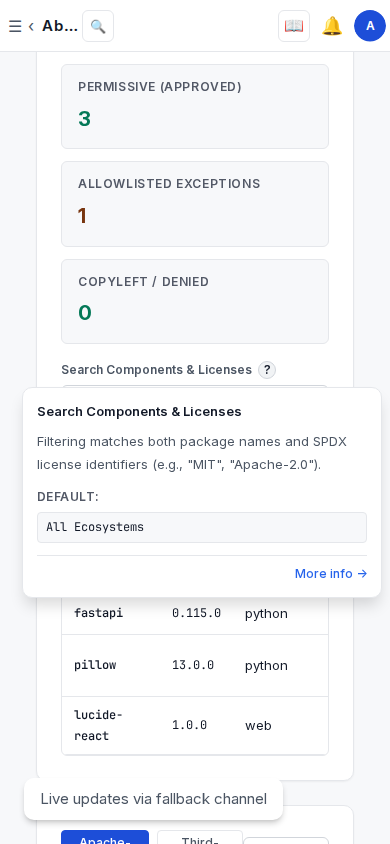 ☰ ‹ Ab... A
PERMISSIVE (APPROVED)
3
ALLOWLISTED EXCEPTIONS
1
COPYLEFT / DENIED
0
Search Components & Licenses ?
Search Components & Licenses
Filtering matches both package names and SPDX
license identifiers (e.g., "MIT", "Apache-2.0").
DEFAULT:
All Ecosystems
More info →
fastapi 0.115.0 python
pillow 13.0.0 python
lucide-
react 1.0.0 web
Live updates via fallback channel
Apache- Third-